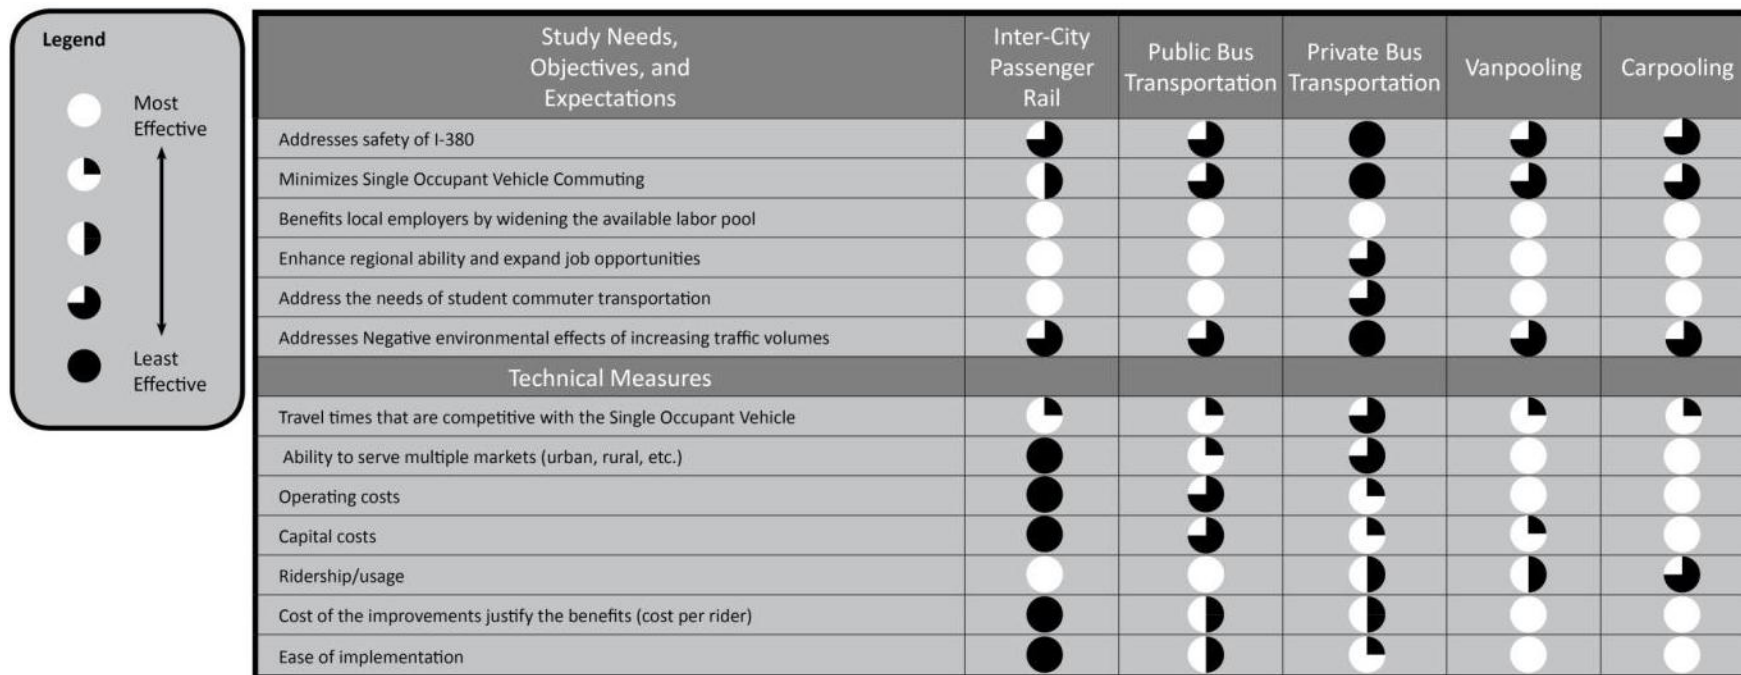 Legend
Most
Effective
Least
Effective
Study Needs,
Objectives, and
Expectations
Inter-City
Passenger
Rail
Public Bus
Transportation
Private Bus
Transportation
Vanpooling
Carpooling
Addresses safety of I-380
Minimizes Single Occupant Vehicle Commuting
Benefits local employers by widening the available labor pool
Enhance regional ability and expand job opportunities
Address the needs of student commuter transportation
Addresses Negative environmental effects of increasing traffic volumes
Technical Measures
Travel times that are competitive with the Single Occupant Vehicle
Ability to serve multiple markets (urban, rural, etc.)
Operating costs
Capital costs
Ridership/usage
Cost of the improvements justify the benefits (cost per rider)
Ease of implementation